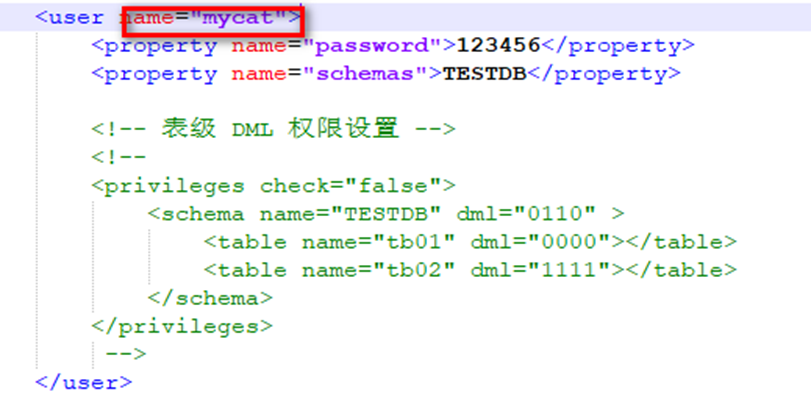 <user name="mycat">
<property name="password">123456</property>
<property name="schemas">TESTDB</property>
<!-- 表级 DML 权限设置 -->
<!--
<privileges check="false">
<schema name="TESTDB" dml="0110" >
<table name="tb01" dml="0000"></table>
<table name="tb02" dml="1111"></table>
</schema>
</privileges>
-->
</user>